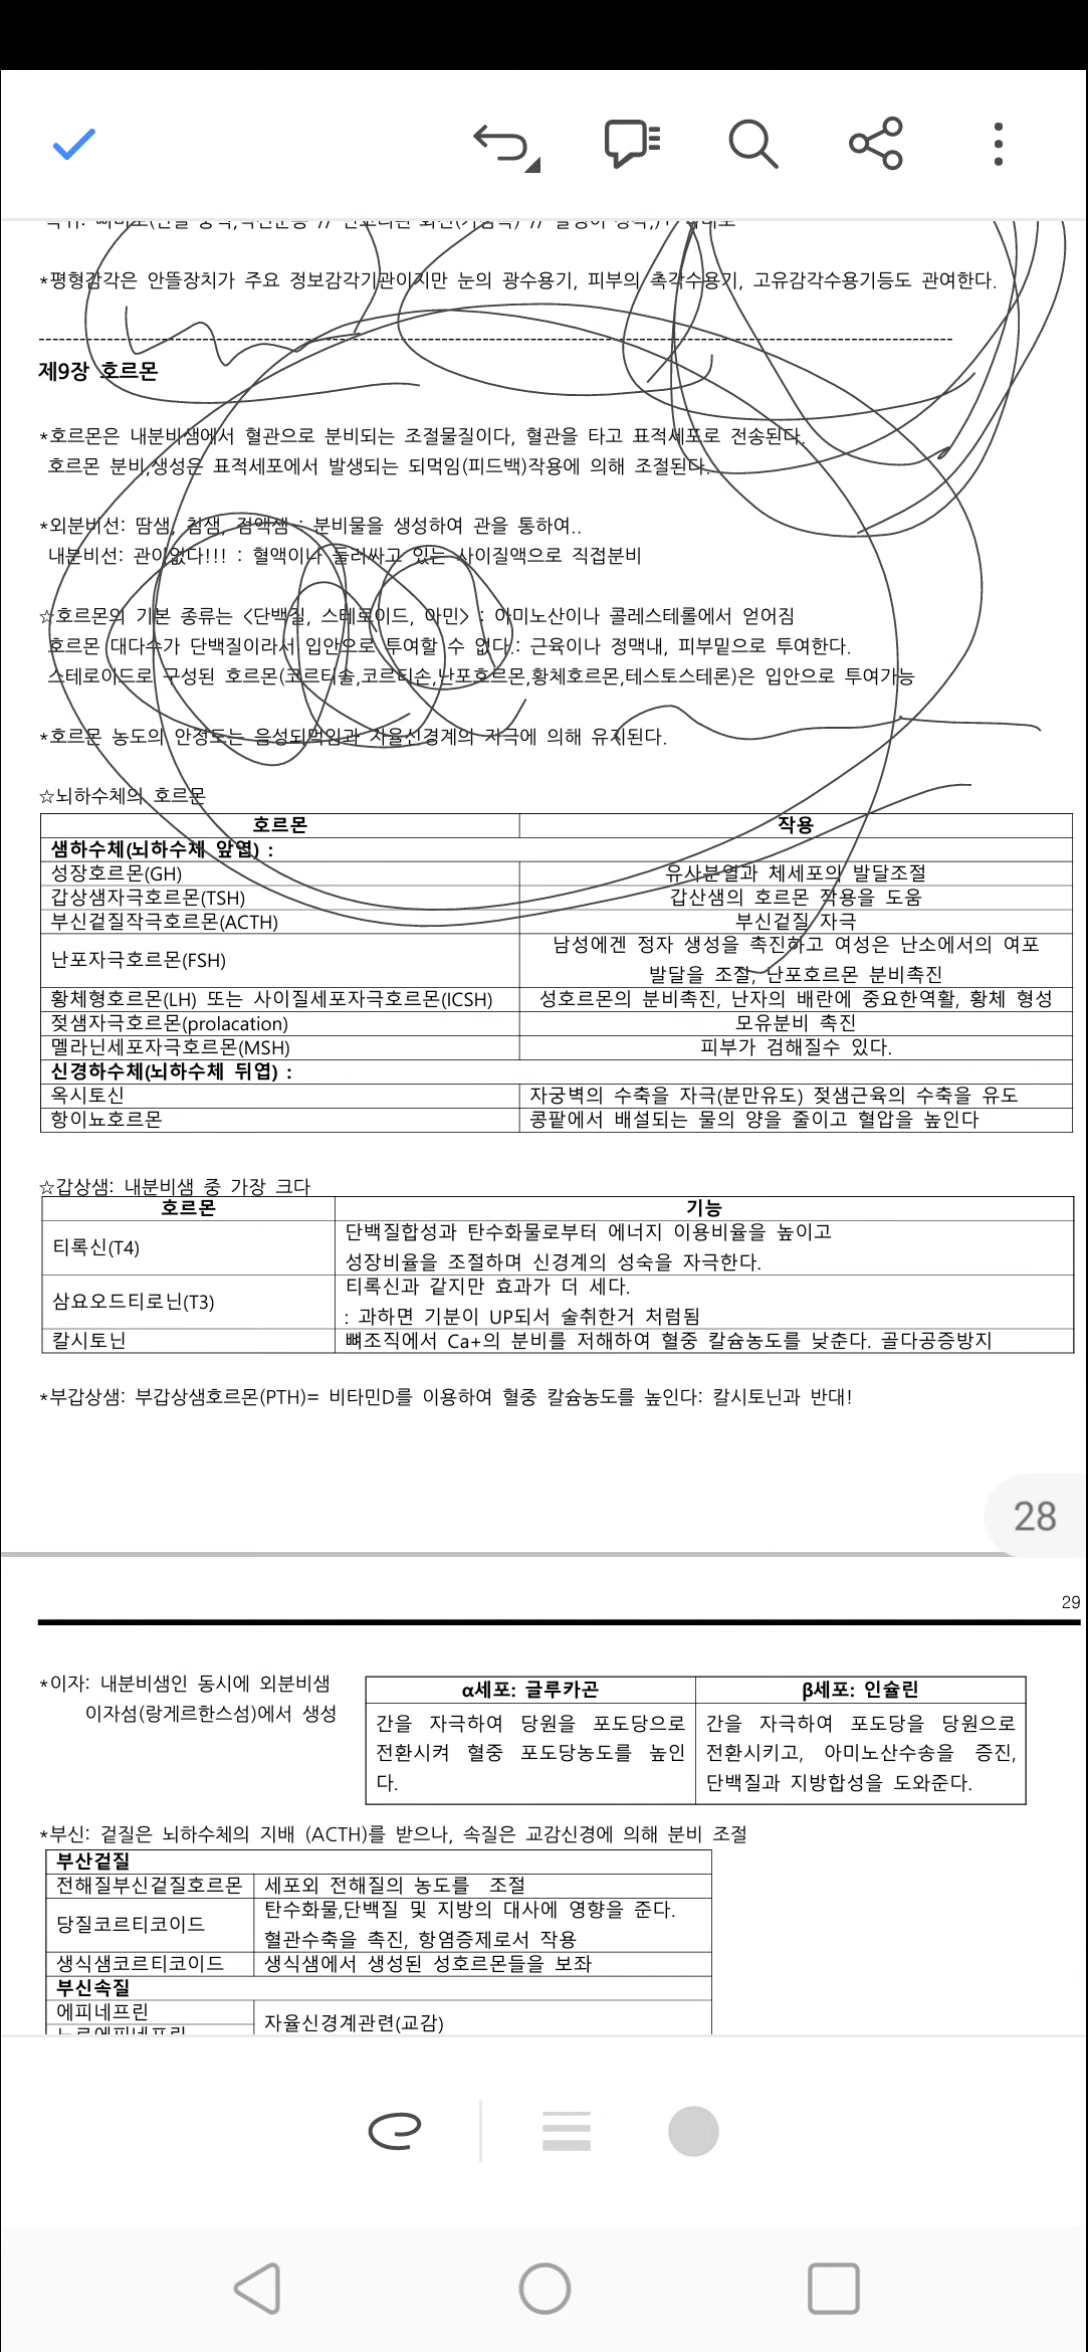 *평형감각은 안뜰장치가 주요 정보감각기관이지만 눈의 광수용기, 피부의 촉각수용기, 고유감각수용기등도 관여한다.
제9장 호르몬
*호르몬은 내분비샘에서 혈관으로 분비되는 조절물질이다, 혈관을 타고 표적세포로 전송된다.
호르몬 분비,생성은 표적세포에서 발생되는 되먹임(피드백)작용에 의해 조절된다.
*외분비선: 땀샘, 침샘, 점액샘 : 분비물을 생성하여 관을 통하여..
내분비선: 관이없다!!! : 혈액이나 둘러싸고 있는 사이질액으로 직접분비
☆호르몬의 기본 종류는 <단백질, 스테로이드, 아민> : 아미노산이나 콜레스테롤에서 얻어짐
호르몬 대다수가 단백질이라서 입안으로 투여할 수 없다.: 근육이나 정맥내, 피부밑으로 투여한다.
스테로이드로 구성된 호르몬(코르티솔,코르티손,난포호르몬,황체호르몬,테스토스테론)은 입안으로 투여가능
*호르몬 농도의 안정도는 음성되먹임과 자율신경계의 자극에 의해 유지된다.
☆뇌하수체의 호르몬
호르몬 작용
샘하수체(뇌하수체 앞엽) :
성장호르몬(GH) 유사분열과 체세포의 발달조절
갑상샘자극호르몬(TSH) 갑산샘의 호르몬 작용을 도움
부신겉질작극호르몬(ACTH) 부신겉질 자극
난포자극호르몬(FSH) 남성에겐 정자 생성을 촉진하고 여성은 난소에서의 여포
발달을 조절, 난포호르몬 분비촉진
황체형호르몬(LH) 또는 사이질세포자극호르몬(ICSH) 성호르몬의 분비촉진, 난자의 배란에 중요한역활, 황체 형성
젖샘자극호르몬(prolacation) 모유분비 촉진
멜라닌세포자극호르몬(MSH) 피부가 검해질수 있다.
신경하수체(뇌하수체 뒤엽) :
옥시토신 자궁벽의 수축을 자극(분만유도) 젖샘근육의 수축을 유도
항이뇨호르몬 콩팥에서 배설되는 물의 양을 줄이고 혈압을 높인다
☆갑상샘: 내분비샘 중 가장 크다
호르몬 기능
티록신(T4) 단백질합성과 탄수화물로부터 에너지 이용비율을 높이고
성장비율을 조절하며 신경계의 성숙을 자극한다.
삼요오드티로닌(T3) 티록신과 같지만 효과가 더 세다.
: 과하면 기분이 UP되서 술취한거 처럼됨
칼시토닌 뼈조직에서 Ca+의 분비를 저해하여 혈중 칼슘농도를 낮춘다. 골다공증방지
*부갑상샘: 부갑상샘호르몬(PTH)= 비타민D를 이용하여 혈중 칼슘농도를 높인다: 칼시토닌과 반대!
28
29
*이자: 내분비샘인 동시에 외분비샘
이자섬(랑게르한스섬)에서 생성
α세포: 글루카곤 β세포: 인슐린
간을 자극하여 당원을 포도당으로 간을 자극하여 포도당을 당원으로
전환시켜 혈중 포도당농도를 높인 전환시키고, 아미노산수송을 증진,
다. 단백질과 지방합성을 도와준다.
*부신: 겉질은 뇌하수체의 지배 (ACTH)를 받으나, 속질은 교감신경에 의해 분비 조절
부산겉질
전해질부신겉질호르몬 세포외 전해질의 농도를 조절
당질코르티코이드 탄수화물,단백질 및 지방의 대사에 영향을 준다.
혈관수축을 촉진, 항염증제로서 작용
생식샘코르티코이드 생식샘에서 생성된 성호르몬들을 보좌
부신속질
에피네프린 자율신경계관련(교감)